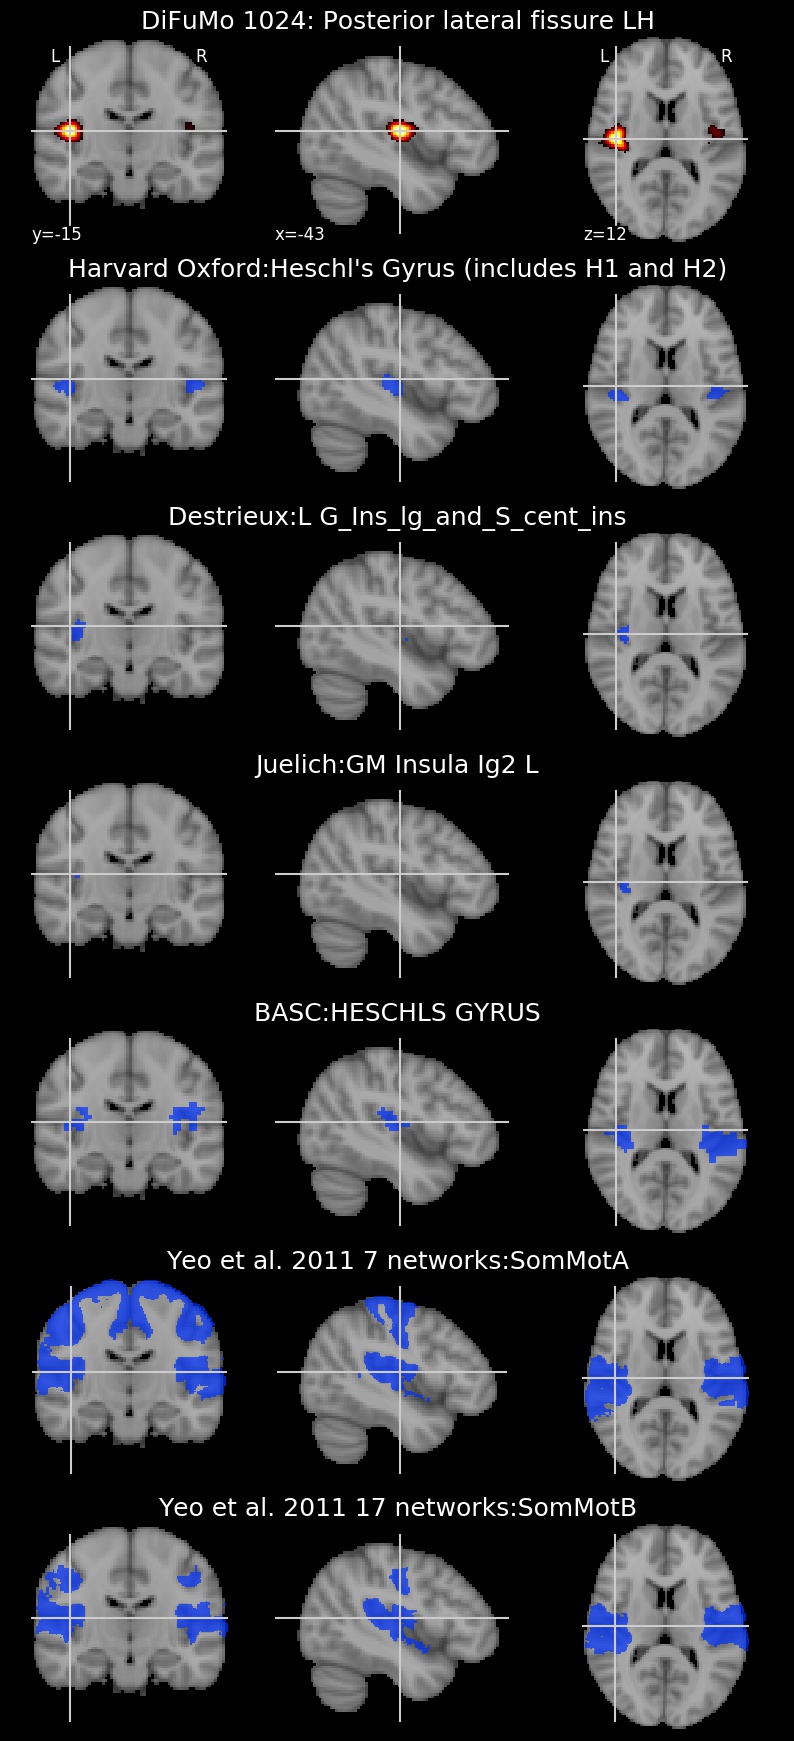 DiFuMo 1024: Posterior lateral fissure LH
L R L R
y=-15 x=-43 z=12
Harvard Oxford:Heschl's Gyrus (includes H1 and H2)
Destrieux:L G_Ins_lg_and_S_cent_ins
Juelich:GM Insula Ig2 L
BASC:HESCHLS GYRUS
Yeo et al. 2011 7 networks:SomMotA
Yeo et al. 2011 17 networks:SomMotB